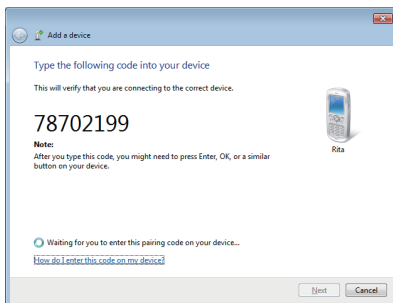 Add a device
Type the following code into your device
This will verify that you are connecting to the correct device.
78702199
Note:
After you type this code, you might need to press Enter, OK, or a similar
button on your device.
Rita
Waiting for you to enter this pairing code on your device...
How do I enter this code on my device?
Next
Cancel